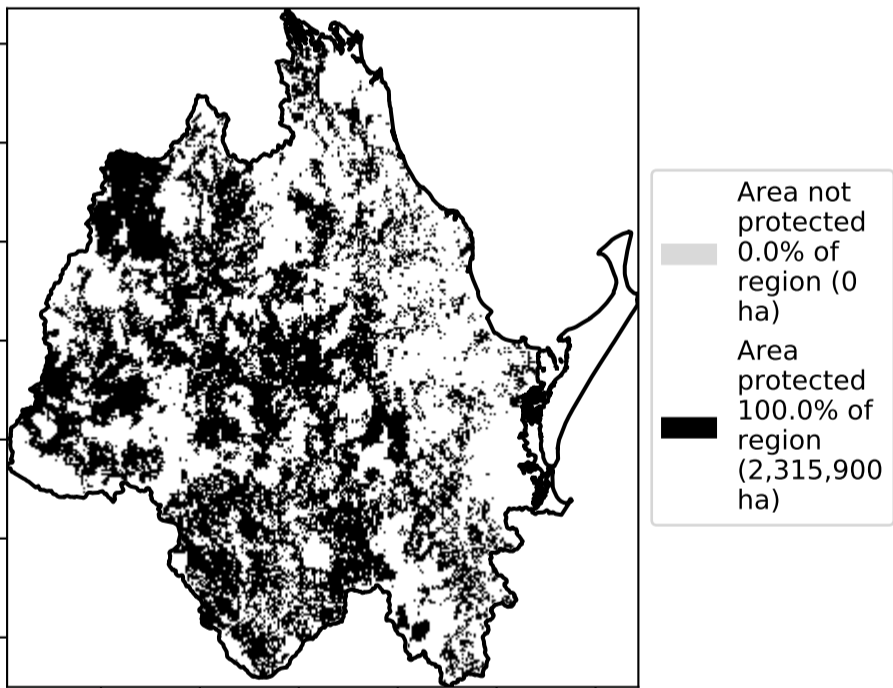 Area not
protected
0.0% of
region (0
ha)
Area
protected
100.0% of
region
(2,315,900
ha)